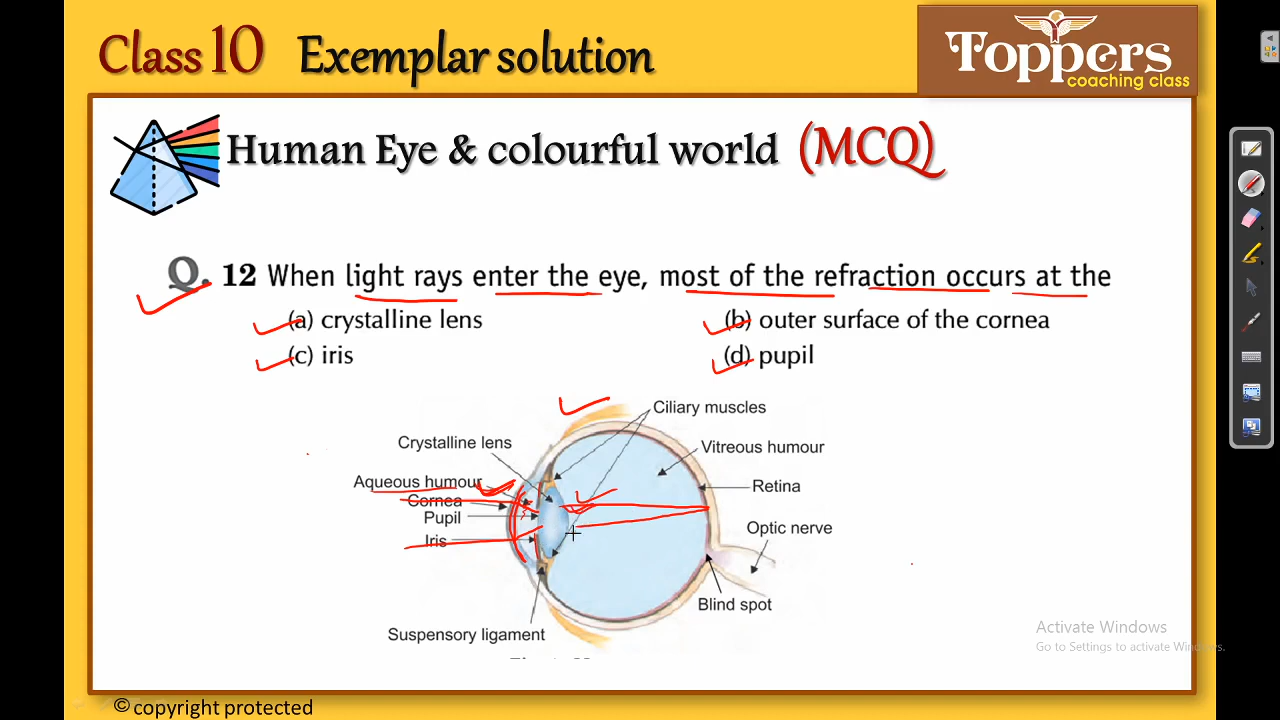 Class 10 Exemplar solution
Toppers
coaching class
Human Eye & colourful world (MCQ)
Q. 12 When light rays enter the eye, most of the refraction occurs at the
(a) crystalline lens
(b) outer surface of the cornea
(c) iris
(d) pupil
Ciliary muscles
Crystalline lens
Vitreous humour
Aqueous humour
Retina
Cornea
Pupil
Optic nerve
Iris
Blind spot
Suspensory ligament
Activate Windows
Go to Settings to activate Windows.
© copyright protected